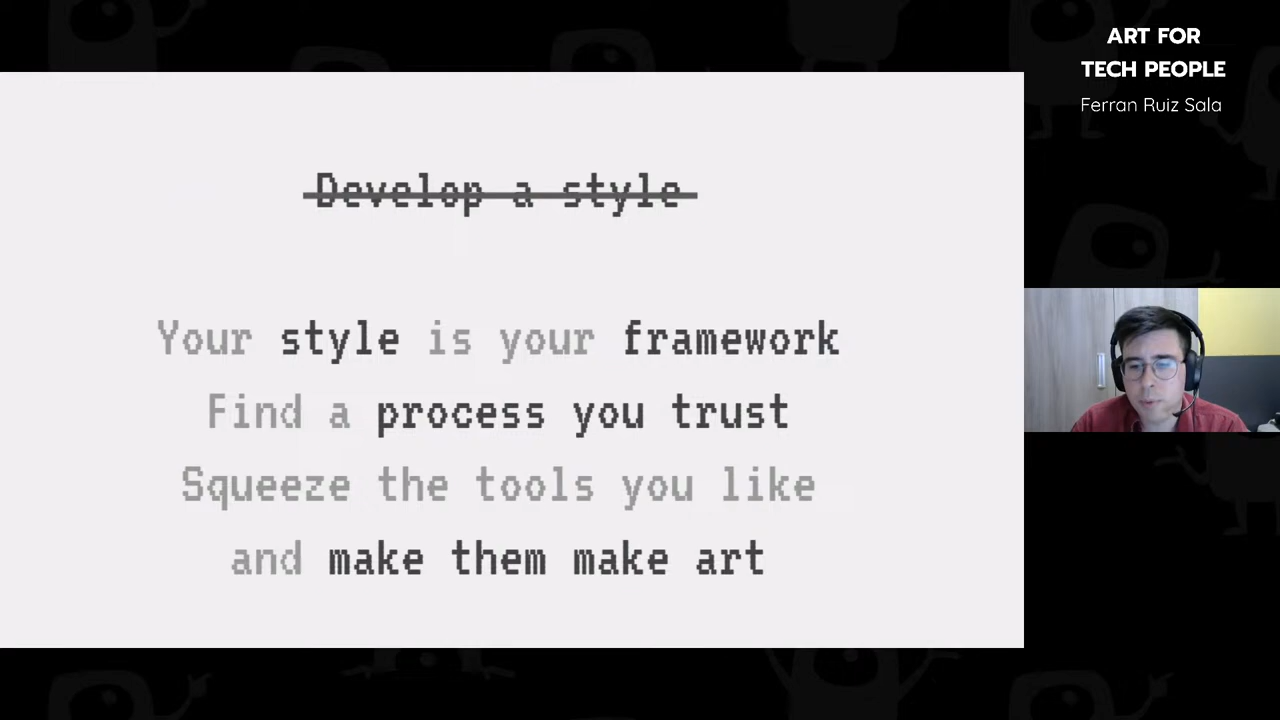 ART FOR
TECH PEOPLE
Ferran Ruiz Sala
Develop a style
Your style is your framework
Find a process you trust
Squeeze the tools you like
and make them make art